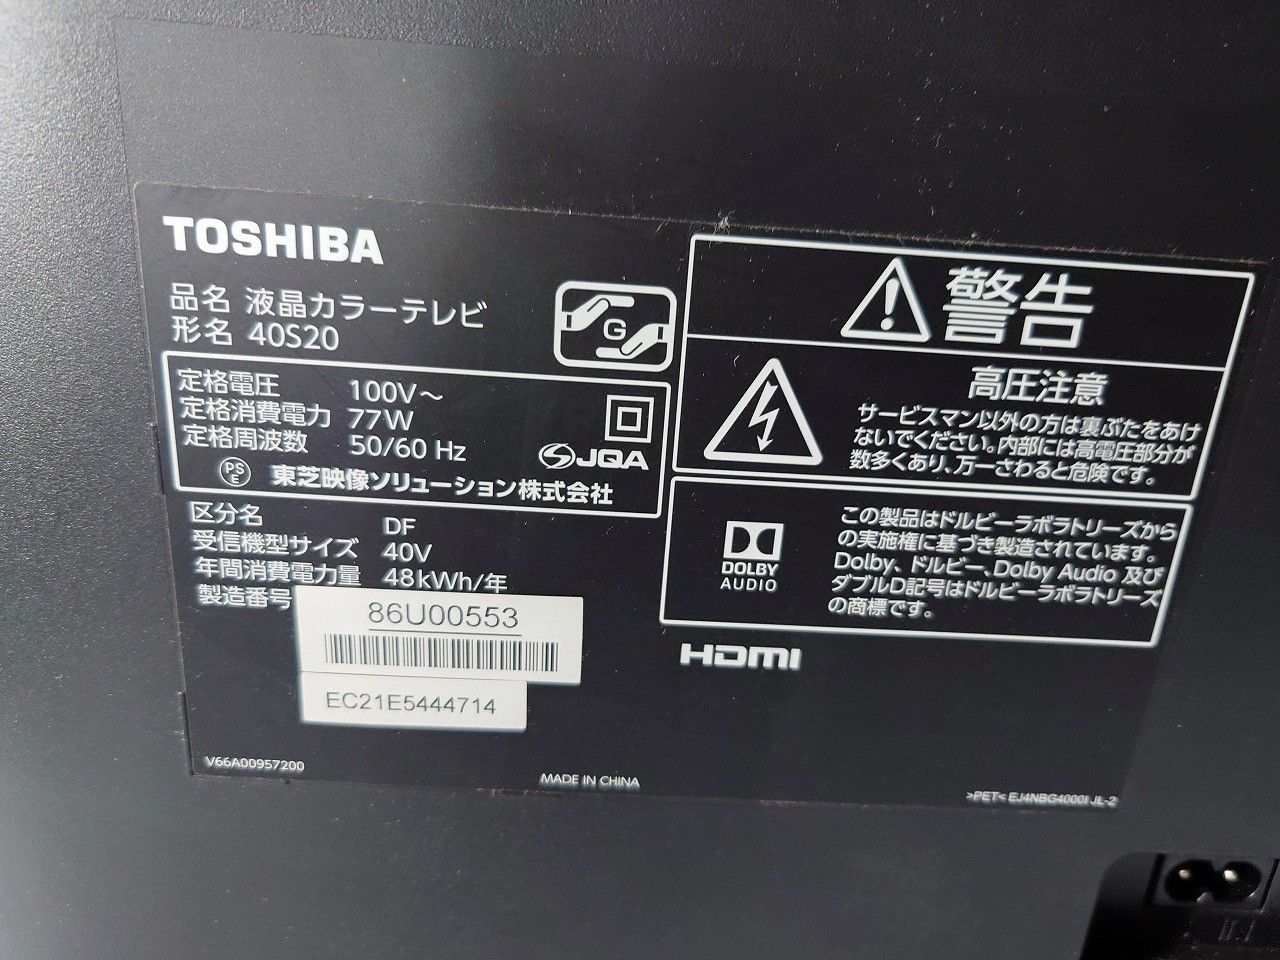 TOSHIBA
品名 液晶カラーテレビ
形名 40S20
G
定格電圧 100V～
定格消費電力 77W
定格周波数 50/60 Hz
JQA
PS
E
東芝映像ソリューション株式会社
区分名 DF
受信機型サイズ 40V
年間消費電力量 48kWh/年
製造番号
86U00553
EC21E5444714
V66A00957200
MADE IN CHINA
警告
高圧注意
サービスマン以外の方は裏ぶたをあけ
ないでください。内部には高電圧部分が
数多くあり、万一さわると危険です。
DOLBY
AUDIO
この製品はドルビーラボラトリーズから
の実施権に基づき製造されています。
Dolby、ドルビー、Dolby Audio 及び
ダブルD記号はドルビーラボラトリーズ
の商標です。
HDMI
>PET< EJ4NBG4000I JL-2